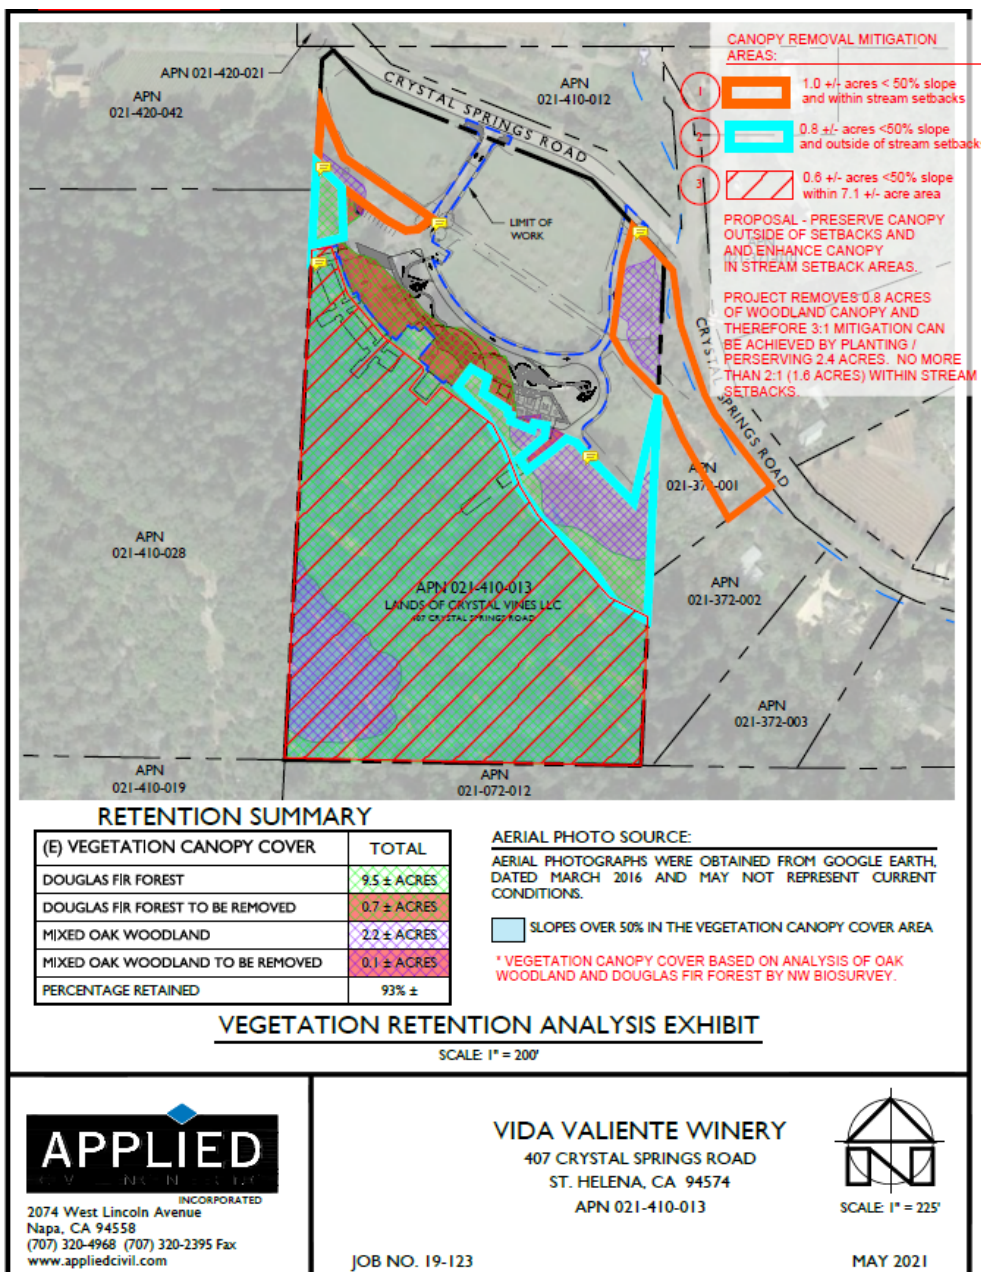 CANOPY REMOVAL MITIGATION
AREAS:
1
1.0 +/- acres < 50% slope
and within stream setbacks
2
0.8 +/- acres <50% slope
and outside of stream setback
3
0.6 +/- acres <50% slope
within 7.1 +/- acre area
PROPOSAL - PRESERVE CANOPY
OUTSIDE OF SETBACKS AND
AND ENHANCE CANOPY
IN STREAM SETBACK AREAS.
PROJECT REMOVES 0.8 ACRES
OF WOODLAND CANOPY AND
THEREFORE 3:1 MITIGATION CAN
BE ACHIEVED BY PLANTING /
PERSERVING 2.4 ACRES. NO MORE
THAN 2:1 (1.6 ACRES) WITHIN STREAM
SETBACKS.
APN 021-420-021
APN
021-420-042
CRYSTAL SPRINGS ROAD
APN
021-410-012
LIMIT OF
WORK
CRYSTAL SPRINGS ROAD
APN
021-372-001
APN
021-410-028
APN 021-410-013
LANDS OF CRYSTAL VINES LLC
407 CRYSTAL SPRINGS ROAD
APN
021-372-002
APN
021-372-003
APN
021-410-019
APN
021-072-012
RETENTION SUMMARY
(E) VEGETATION CANOPY COVER TOTAL
DOUGLAS FIR FOREST 9.5 ± ACRES
DOUGLAS FIR FOREST TO BE REMOVED 0.7 ± ACRES
MIXED OAK WOODLAND 2.2 ± ACRES
MIXED OAK WOODLAND TO BE REMOVED 0.1 ± ACRES
PERCENTAGE RETAINED 93% ±
AERIAL PHOTO SOURCE:
AERIAL PHOTOGRAPHS WERE OBTAINED FROM GOOGLE EARTH,
DATED MARCH 2016 AND MAY NOT REPRESENT CURRENT
CONDITIONS.
SLOPES OVER 50% IN THE VEGETATION CANOPY COVER AREA
* VEGETATION CANOPY COVER BASED ON ANALYSIS OF OAK
WOODLAND AND DOUGLAS FIR FOREST BY NW BIOSURVEY.
VEGETATION RETENTION ANALYSIS EXHIBIT
SCALE: 1" = 200'
APPLIED
CIVIL ENGINEERING
INCORPORATED
2074 West Lincoln Avenue
Napa, CA 94558
(707) 320-4968 (707) 320-2395 Fax
www.appliedcivil.com
VIDA VALIENTE WINERY
407 CRYSTAL SPRINGS ROAD
ST. HELENA, CA 94574
APN 021-410-013
JOB NO. 19-123
N
SCALE: 1" = 225'
MAY 2021